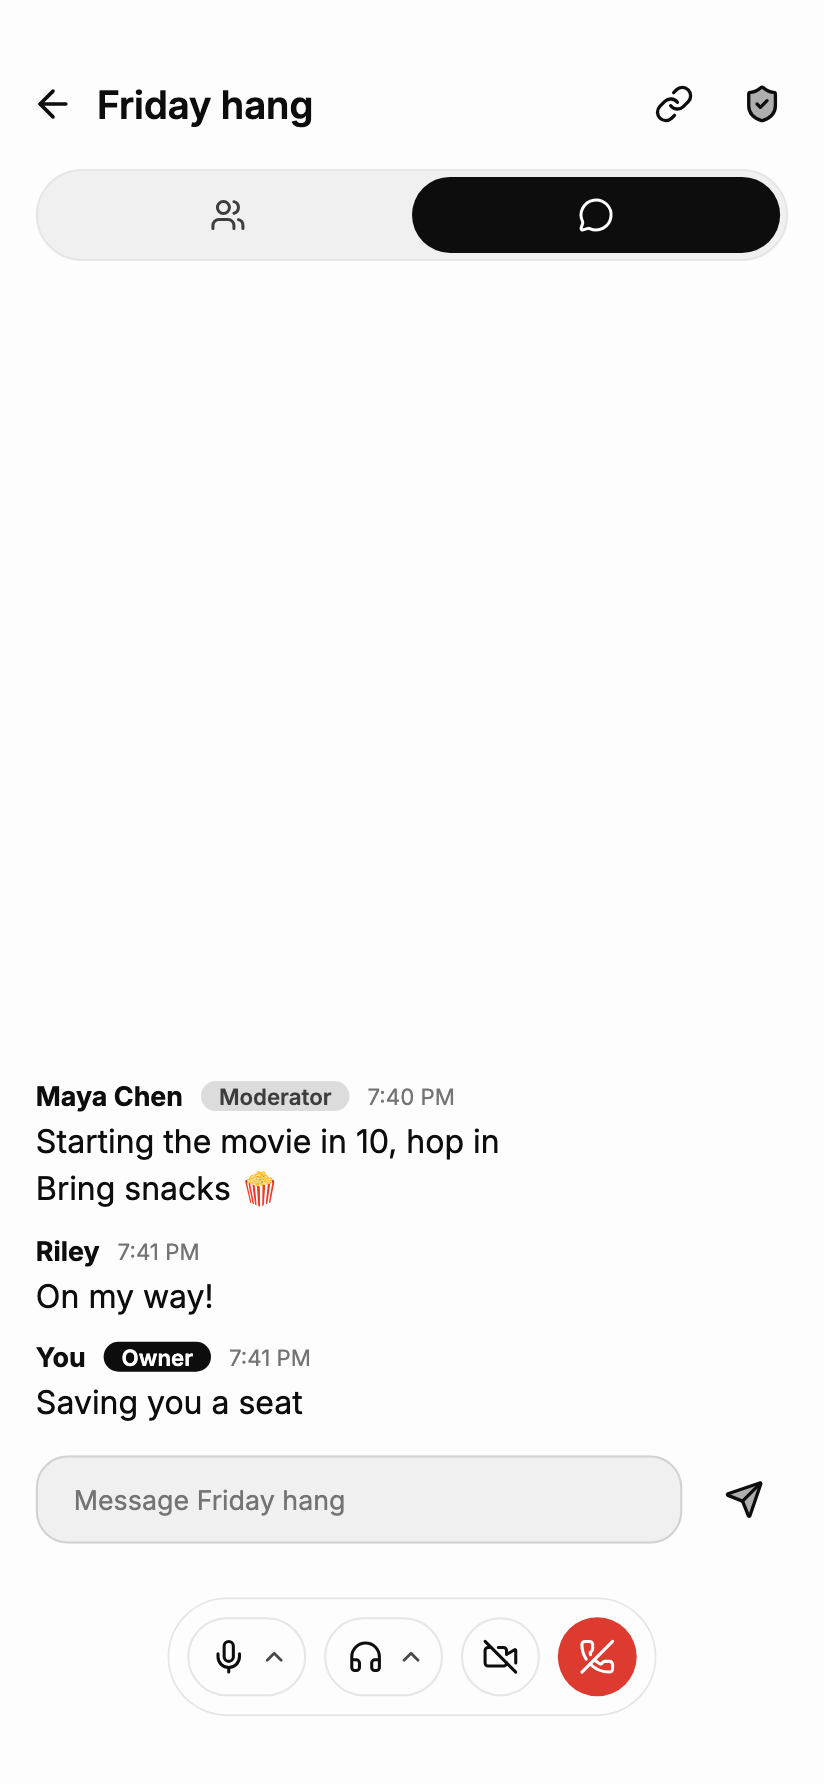 Friday hang
Maya Chen Moderator 7:40 PM
Starting the movie in 10, hop in
Bring snacks 🍿
Riley 7:41 PM
On my way!
You Owner 7:41 PM
Saving you a seat
Message Friday hang